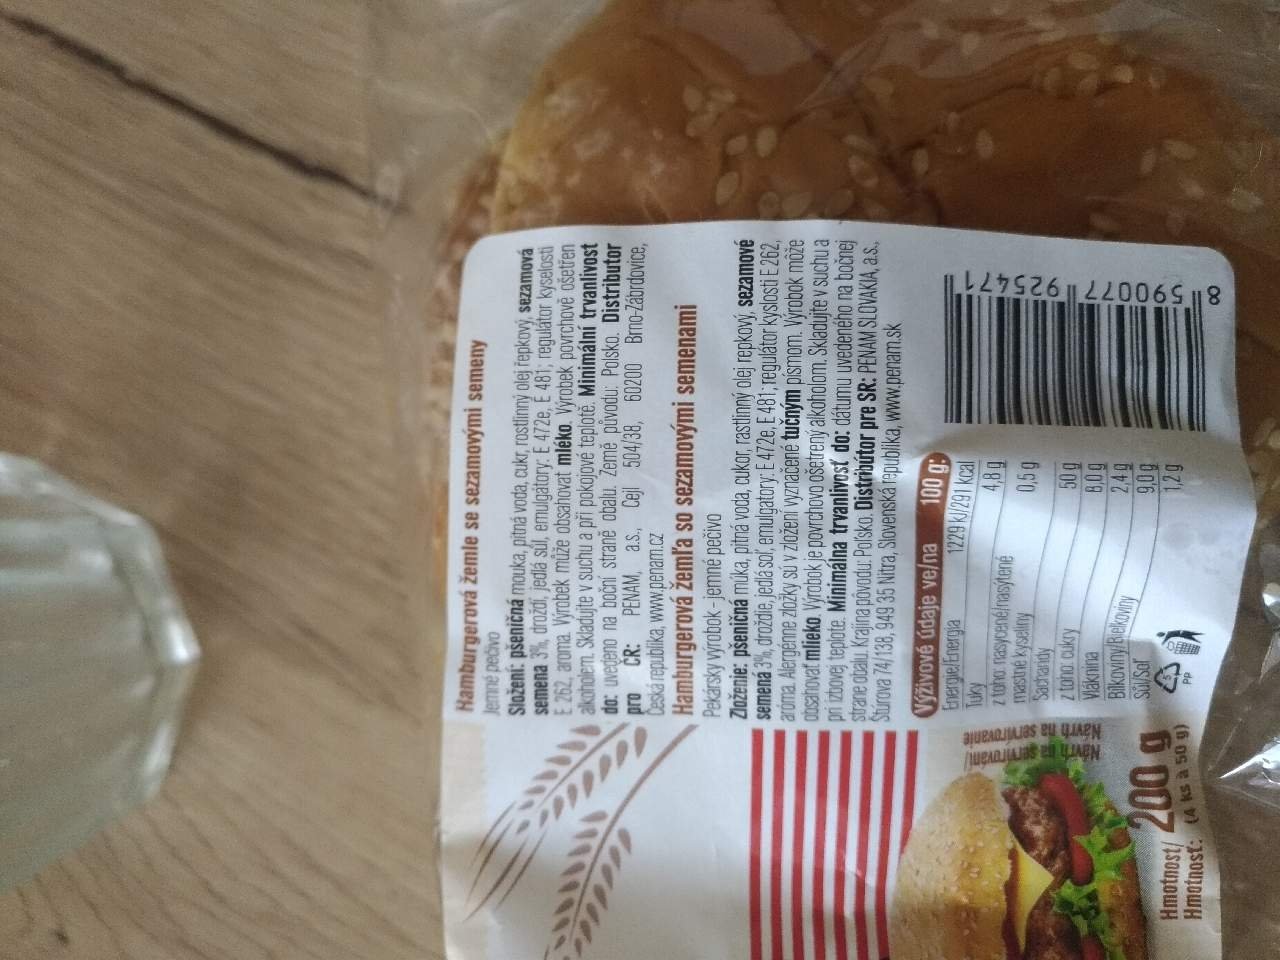 Hamburgerová žemle se sezamovými semeny
Jemné pečivo
Složení: pšeničná mouka, pitná voda, cukr, rostlinný olej řepkový, sezamová
semena 3%, droždí, jedlá sůl, emulgátory: E 472e, E 481; regulátor kyselosti
E 262, aroma. Výrobek může obsahovat mléko. Výrobek povrchově ošetřen
alkoholem. Skladujte v suchu a při pokojové teplotě. Minimální trvanlivost
do: uvedeno na boční straně obalu. Země původu: Polsko. Distributor
pro ČR: PENAM, a.s., Cejl 504/38, 60200 Brno-Zábrdovice,
Česká republika, www.penam.cz
Hamburgerová žemľa so sezamovými semenami
Pekársky výrobok - jemné pečivo
Zloženie: pšeničná múka, pitná voda, cukor, rastlinný olej repkový, sezamové
semená 3%, droždie, jedlá soľ, emulgátory: E 472e, E 481; regulátor kyslosti E 262,
aróma. Alergénne zložky sú v zložení vyznačené tučným písmom. Výrobok môže
obsahovať mlieko. Výrobok je povrchovo ošetrený alkoholom. Skladujte v suchu a
pri izbovej teplote. Minimálna trvanlivosť do: dátumu uvedeného na bočnej
strane obalu. Krajina pôvodu: Poľsko. Distribútor pre SR: PENAM SLOVAKIA, a.s.,
Štúrova 74/138, 949 35 Nitra, Slovenská republika, www.penam.sk
Výživové údaje ve/na 100 g:
Energie/Energia 1229 kJ/291 kcal
Tuky 4,8 g
z toho: nasycené/nasýtené
mastné kyseliny 0,5 g
Sacharidy 50 g
z toho: cukry 8,0 g
Vláknina 2,4 g
Bílkoviny/Bielkoviny 9,0 g
Sůl/Soľ 1,2 g
5
PP
8 590077 925471
Návrh na servírování/
Návrh na servírovanie
Hmotnost/
Hmotnosť:
200 g
(4 ks à 50 g)